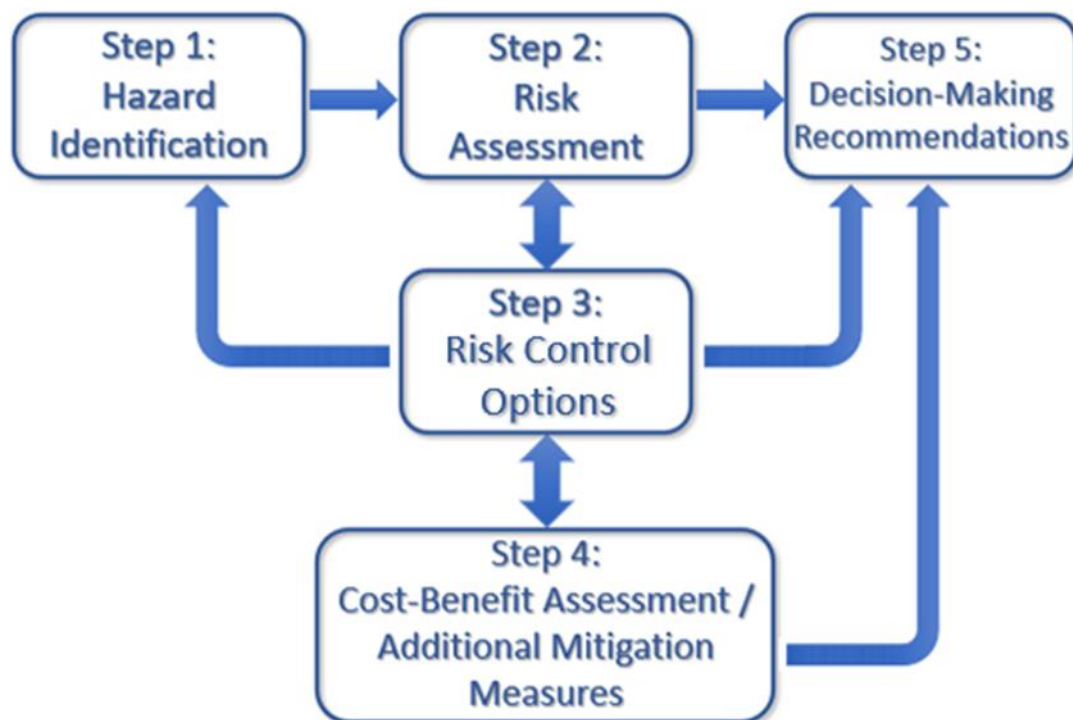 Step 1:
Hazard
Identification
Step 2:
Risk
Assessment
Step 5:
Decision-Making
Recommendations
Step 3:
Risk Control
Options
Step 4:
Cost-Benefit Assessment /
Additional Mitigation
Measures